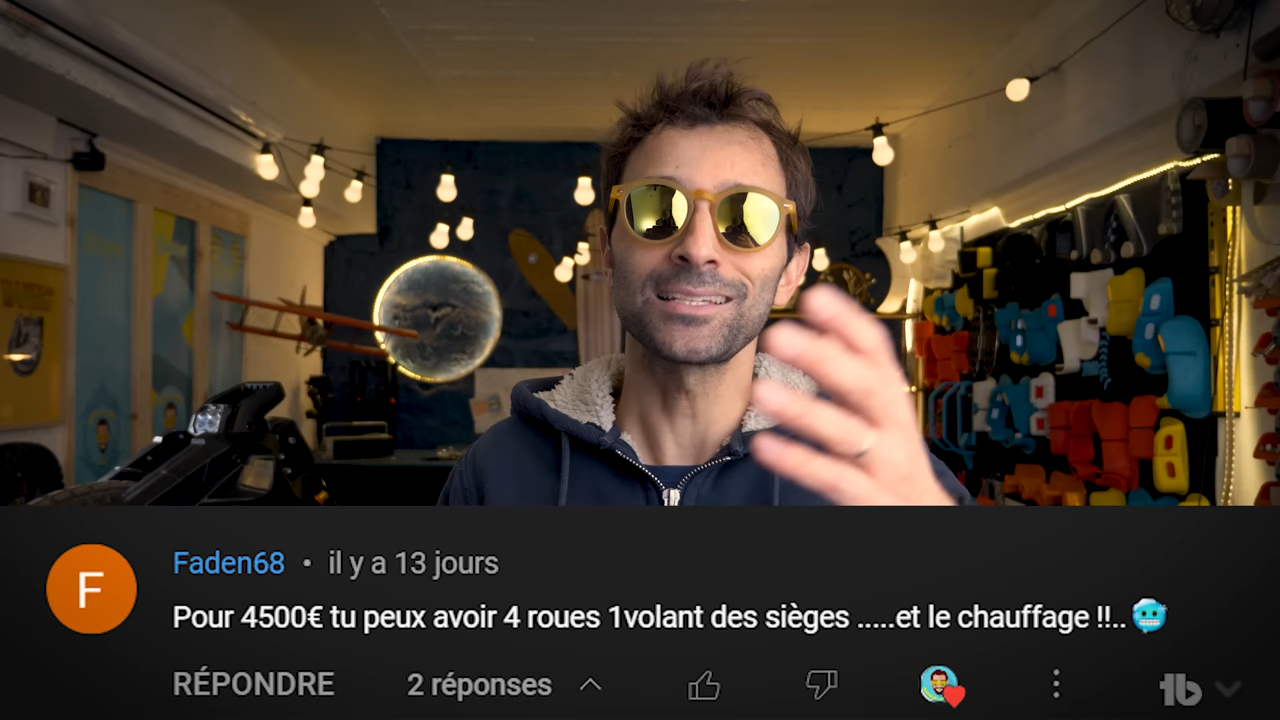 F
Faden68 • il y a 13 jours
Pour 4500€ tu peux avoir 4 roues 1volant des sièges .....et le chauffage !!..🥶
RÉPONDRE 2 réponses
tb